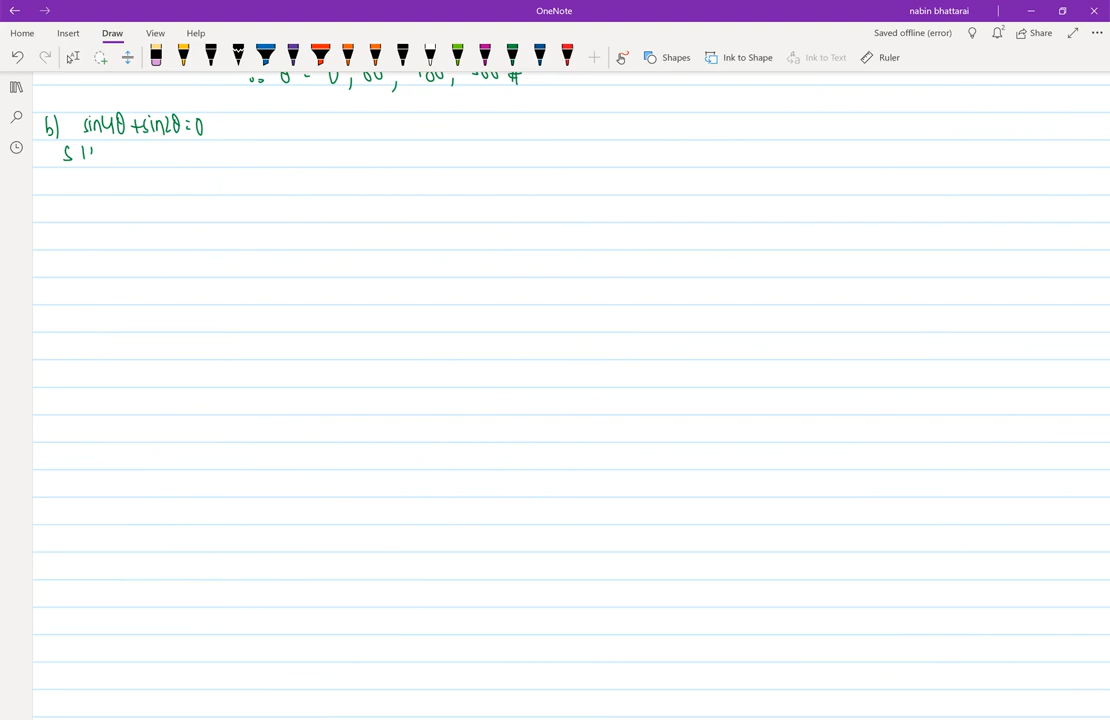 OneNote
nabin bhattarai
Home Insert Draw View Help
Saved offline (error)
2
Share
Shapes
Ink to Shape
Ink to Text
Ruler
b) sin4θ + sin2θ = 0